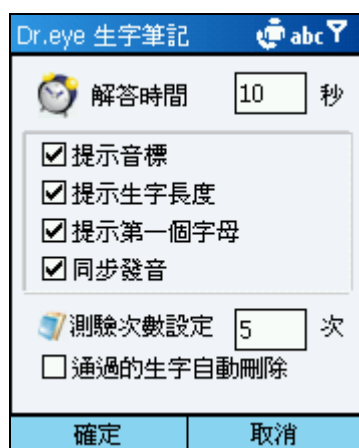 Dr.eye 生字筆記 abc
解答時間 10 秒
提示音標
提示生字長度
提示第一個字母
同步發音
測驗次數設定 5 次
通過的生字自動刪除
確定 取消